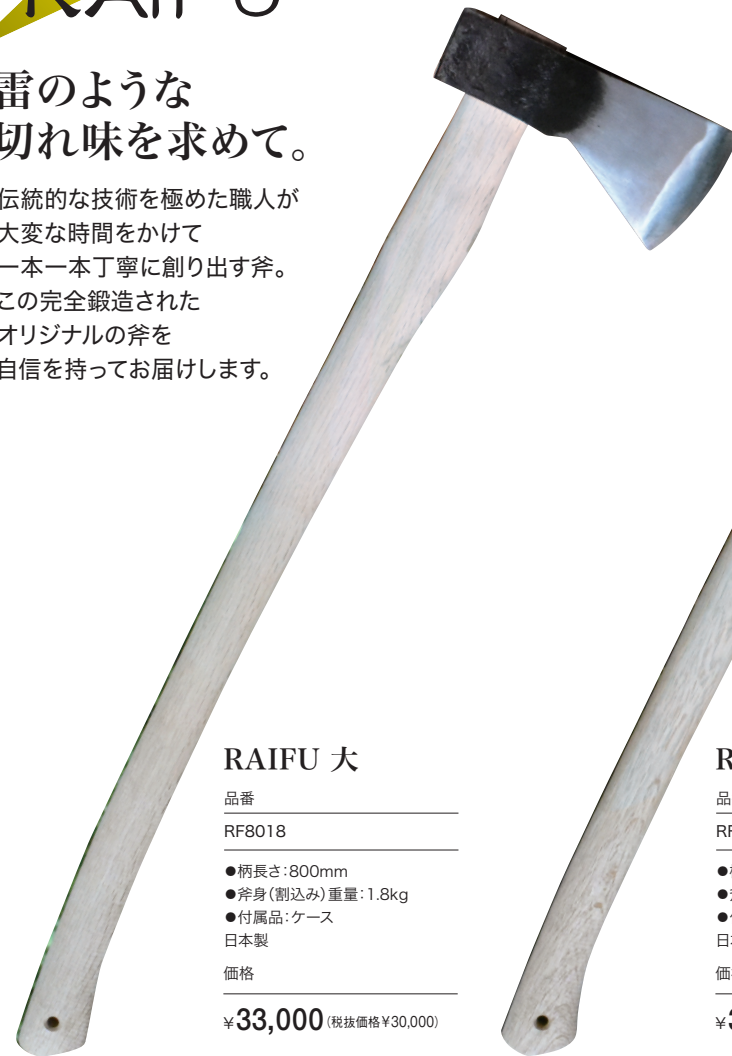 RAIFU
雷のような
切れ味を求めて。
伝統的な技術を極めた職人が
大変な時間をかけて
一本一本丁寧に創り出す斧。
この完全鍛造された
オリジナルの斧を
自信を持ってお届けします。
RAIFU 大
品番
RF8018
●柄長さ:800mm
●斧身(割込み)重量:1.8kg
●付属品:ケース
日本製
価格
¥33,000(税抜価格¥30,000)